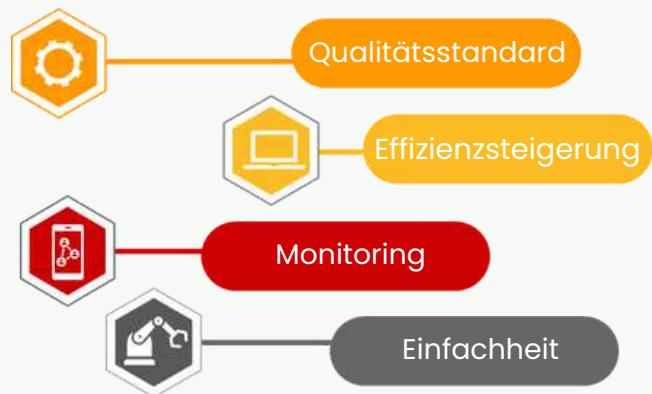 Qualitätsstandard
Effizienzsteigerung
Monitoring
Einfachheit